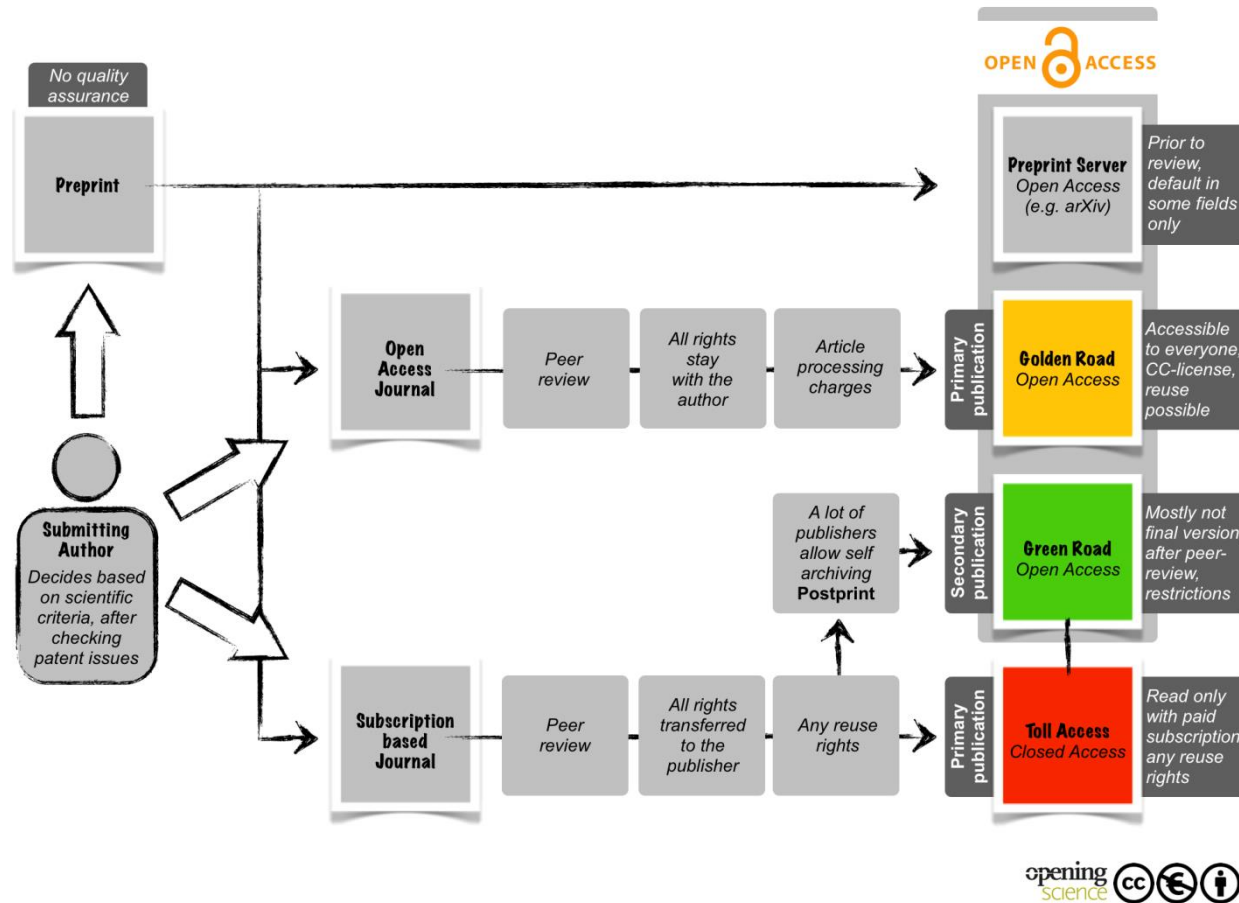 OPEN ACCESS
No quality
assurance
Preprint
Preprint Server
Open Access
(e.g. arXiv)
Prior to
review,
default in
some fields
only
Open
Access
Journal
Peer
review
All rights
stay
with the
author
Article
processing
charges
Primary
publication
Golden Road
Open Access
Accessible
to everyone,
CC-license,
reuse
possible
Submitting
Author
Decides based
on scientific
criteria, after
checking
patent issues
A lot of
publishers
allow self
archiving
Postprint
Secondary
publication
Green Road
Open Access
Mostly not
final version
after peer-
review,
restrictions
Subscription
based
Journal
Peer
review
All rights
transferred
to the
publisher
Any reuse
rights
Primary
publication
Toll Access
Closed Access
Read only
with paid
subscription
any reuse
rights
opening
science
cc
€